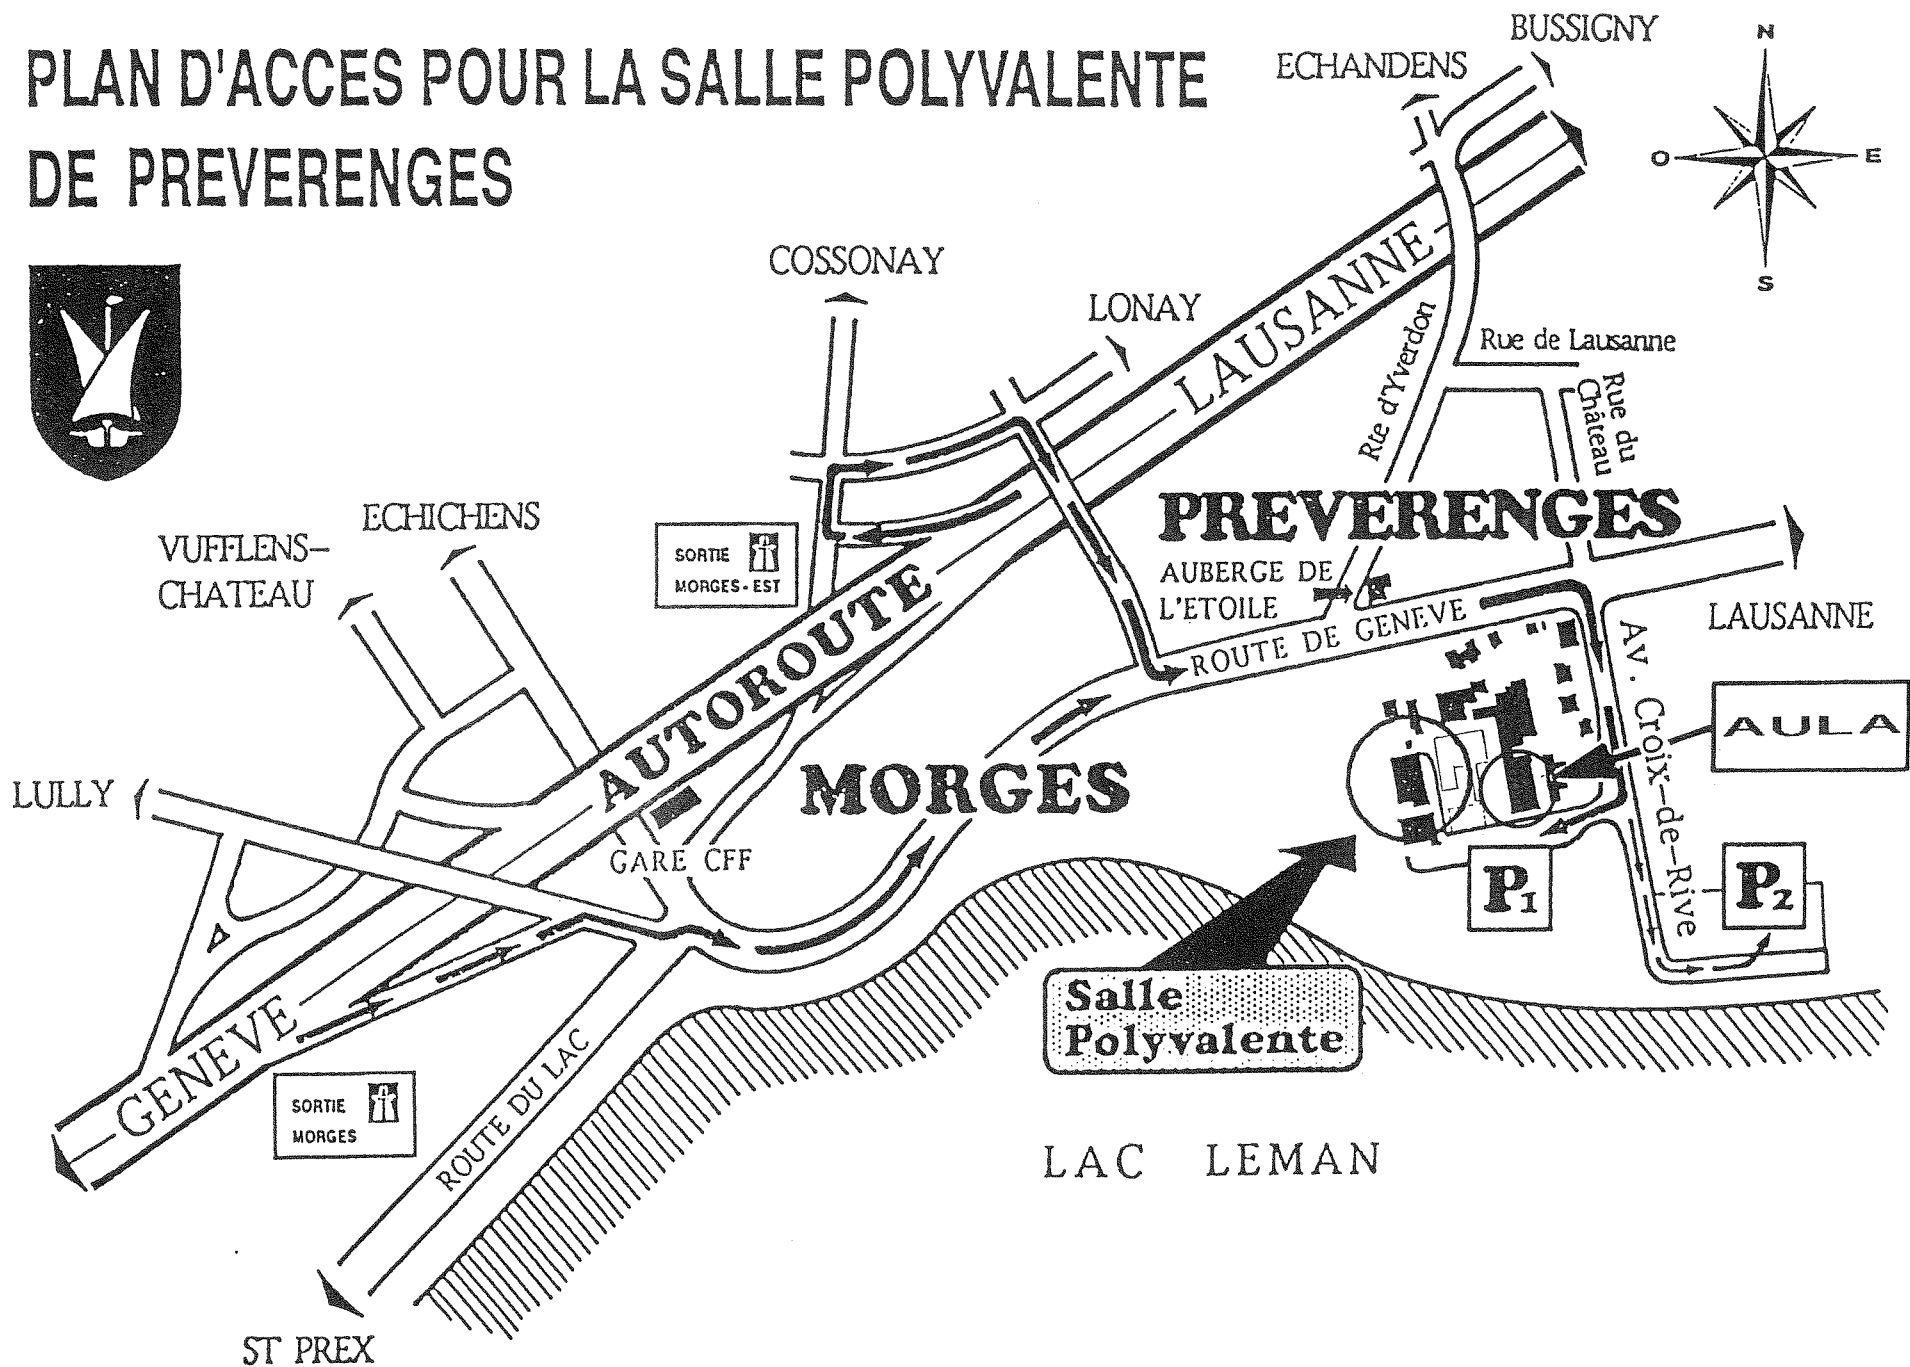 PLAN D'ACCES POUR LA SALLE POLYVALENTE
DE PREVERENGES
BUSSIGNY
ECHANDENS
N
O
E
S
COSSONAY
LONAY
LAUSANNE
Rte d'Yverdon
Rue de Lausanne
Rue du
Château
ECHICHENS
VUFFLENS-
CHATEAU
SORTIE
MORGES-EST
PREVERENGES
AUBERGE DE
L'ETOILE
ROUTE DE GENEVE
LAUSANNE
AUTOROUTE
Av. Croix-de-Rive
AULA
LULLY
MORGES
GARE CFF
P1
P2
Salle
Polyvalente
GENEVE
SORTIE
MORGES
ROUTE DU LAC
LAC LEMAN
ST PREX